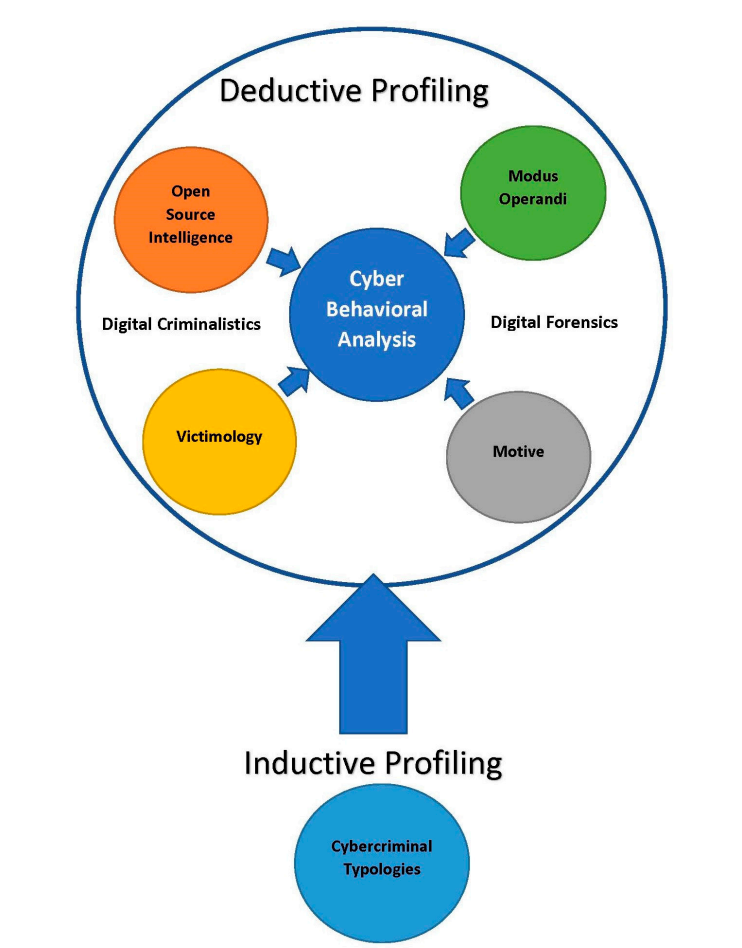 Deductive Profiling
Open
Source
Intelligence
Modus
Operandi
Cyber
Behavioral
Analysis
Digital Criminalistics
Digital Forensics
Victimology
Motive
Inductive Profiling
Cybercriminal
Typologies